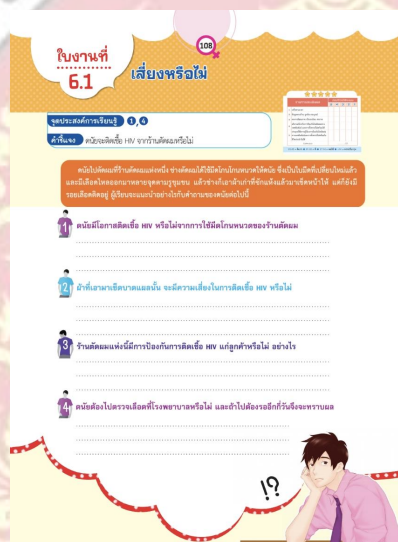 108
ใบงานที่
6.1
เสี่ยงหรือไม่
จุดประสงค์การเรียนรู้ 1, 4
คำชี้แจง ดนัยจะติดเชื้อ HIV จากร้านตัดผมหรือไม่
ดนัยไปตัดผมที่ร้านตัดผมแห่งหนึ่ง ช่างตัดผมได้ใช้มีดโกนโกนหนวดให้ดนัย ซึ่งเป็นใบมีดที่เปลี่ยนใหม่แล้ว
และมีเลือดไหลออกมาหลายจุดตามรูขุมขน แล้วช่างก็เอาผ้าเก่าที่ซักแห้งแล้วมาเช็ดหน้าให้ แต่ก็ยังมี
รอยเลือดติดอยู่ ผู้เรียนจะแนะนำอย่างไรกับคำถามของดนัยต่อไปนี้
1 ดนัยมีโอกาสติดเชื้อ HIV หรือไม่จากการใช้มีดโกนหนวดของร้านตัดผม
2 ผ้าที่เอามาเช็ดบาดแผลนั้น จะมีความเสี่ยงในการติดเชื้อ HIV หรือไม่
3 ร้านตัดผมแห่งนี้มีการป้องกันการติดเชื้อ HIV แก่ลูกค้าหรือไม่ อย่างไร
4 ดนัยต้องไปตรวจเลือดที่โรงพยาบาลหรือไม่ และถ้าไปต้องรออีกกี่วันจึงจะทราบผล
!?